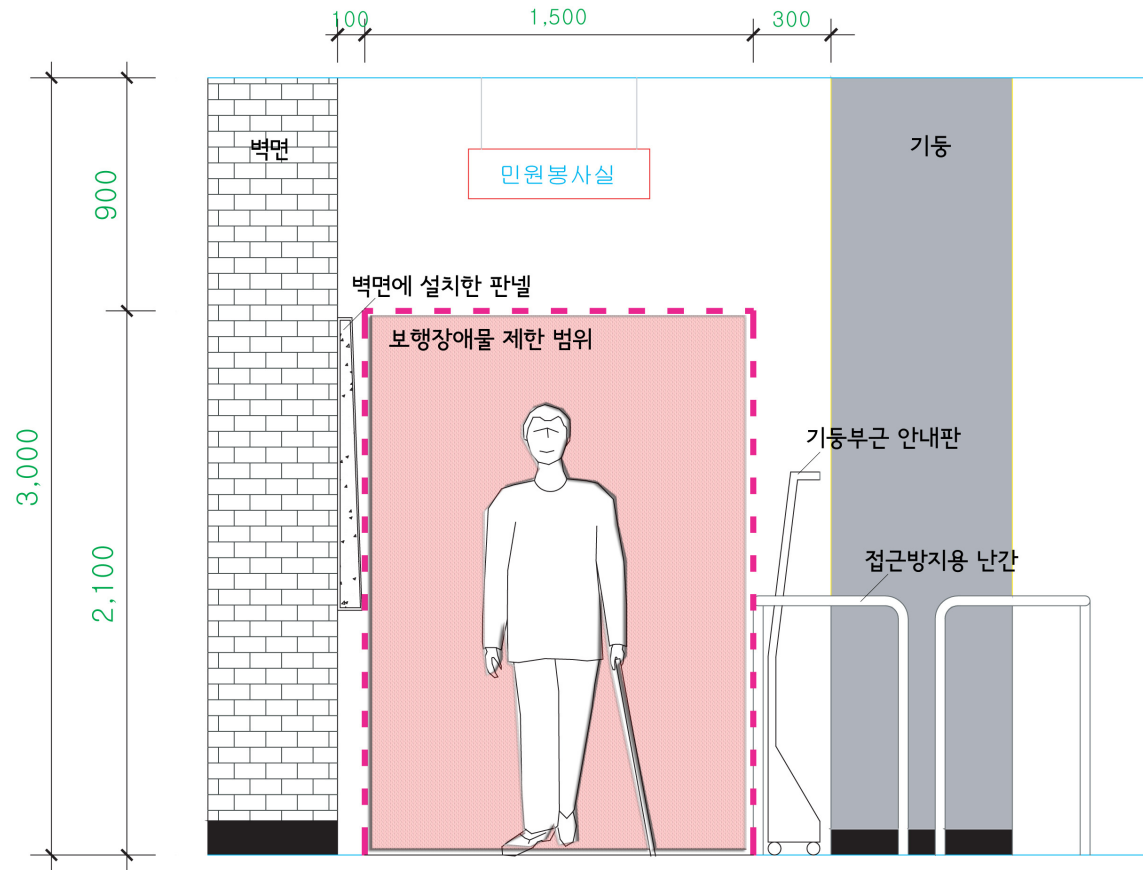 100
1,500
300
벽면
기둥
민원봉사실
900
벽면에 설치한 판넬
보행장애물 제한 범위
기둥부근 안내판
3,000
2,100
접근방지용 난간